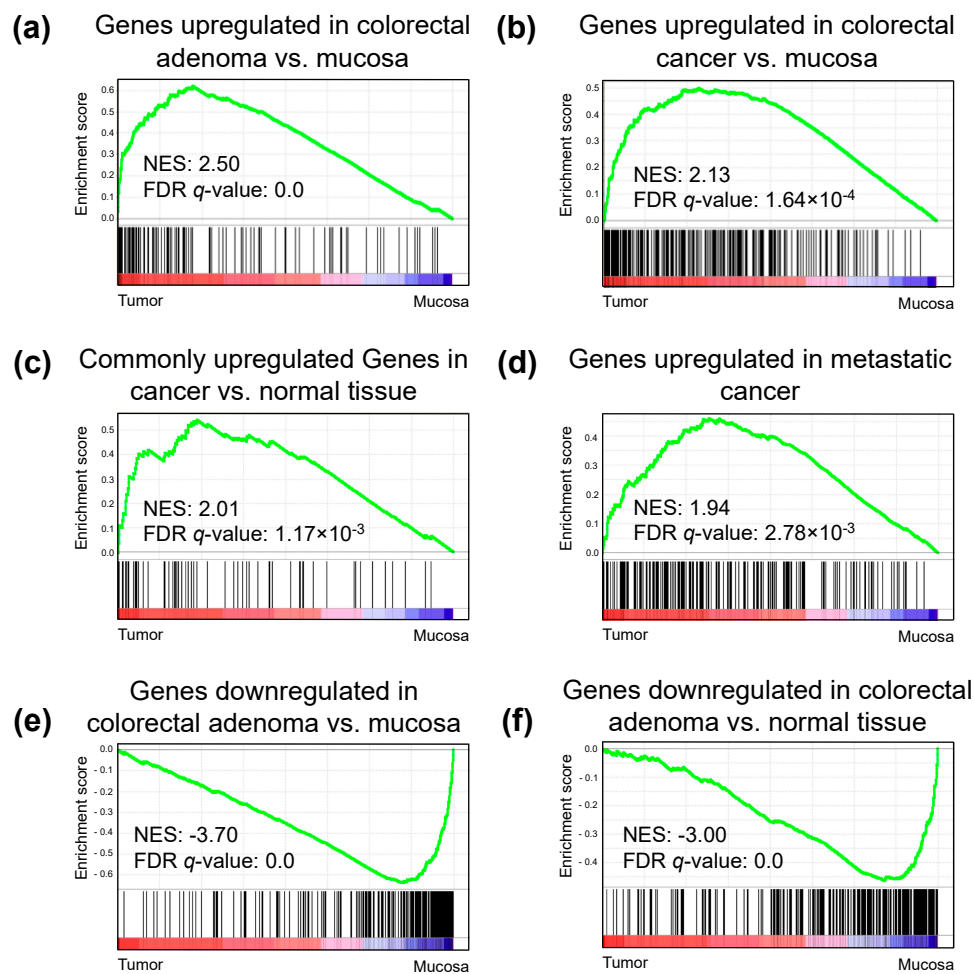 (a)
Genes upregulated in colorectal
adenoma vs. mucosa
Enrichment score
0.6
0.5
0.4
0.3
0.2
0.1
0.0
NES: 2.50
FDR q-value: 0.0
Tumor
Mucosa
(b)
Genes upregulated in colorectal
cancer vs. mucosa
Enrichment score
0.5
0.4
0.3
0.2
0.1
0.0
NES: 2.13
FDR q-value: 1.64×10⁻⁴
Tumor
Mucosa
(c)
Commonly upregulated Genes in
cancer vs. normal tissue
Enrichment score
0.5
0.4
0.3
0.2
0.1
0.0
NES: 2.01
FDR q-value: 1.17×10⁻³
Tumor
Mucosa
(d)
Genes upregulated in metastatic
cancer
Enrichment score
0.4
0.3
0.2
0.1
0.0
NES: 1.94
FDR q-value: 2.78×10⁻³
Tumor
Mucosa
(e)
Genes downregulated in
colorectal adenoma vs. mucosa
Enrichment score
0.0
- 0.1
- 0.2
- 0.3
- 0.4
- 0.5
- 0.6
NES: -3.70
FDR q-value: 0.0
Tumor
Mucosa
(f)
Genes downregulated in colorectal
adenoma vs. normal tissue
Enrichment score
0.0
- 0.1
- 0.2
- 0.3
- 0.4
NES: -3.00
FDR q-value: 0.0
Tumor
Mucosa